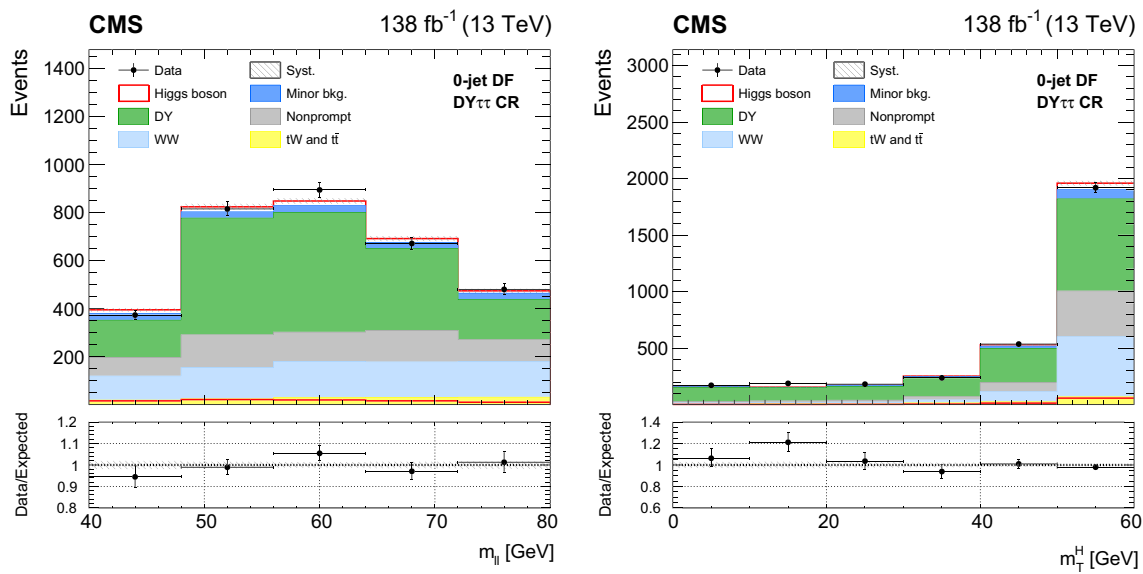 CMS 138 fb⁻¹ (13 TeV)
Events
1400
1200
1000
800
600
400
200
Data
Syst.
Higgs boson
Minor bkg.
DY
Nonprompt
WW
tW and tt̄
0-jet DF
DYττ CR
Data/Expected
1.2
1.1
1
0.9
0.8
40 50 60 70 80
m_ll [GeV]
CMS 138 fb⁻¹ (13 TeV)
Events
3000
2500
2000
1500
1000
500
Data
Syst.
Higgs boson
Minor bkg.
DY
Nonprompt
WW
tW and tt̄
0-jet DF
DYττ CR
Data/Expected
1.4
1.2
1
0.8
0.6
0 20 40 60
m_T^H [GeV]